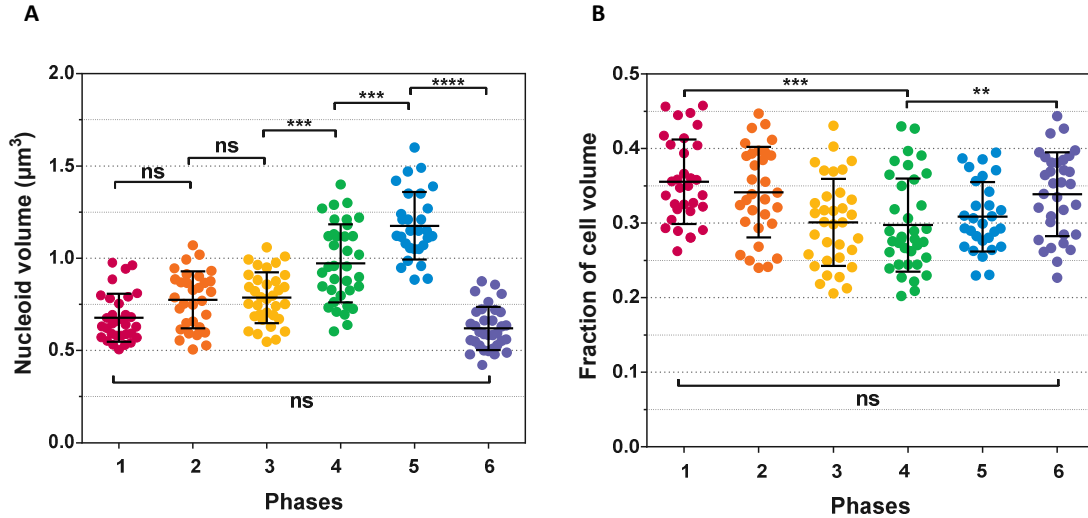 A
Nucleoid volume (µm³)
2.0
1.5
1.0
0.5
0.0
ns
ns
***
***
****
ns
1 2 3 4 5 6
Phases
B
Fraction of cell volume
0.5
0.4
0.3
0.2
0.1
0.0
***
**
ns
1 2 3 4 5 6
Phases